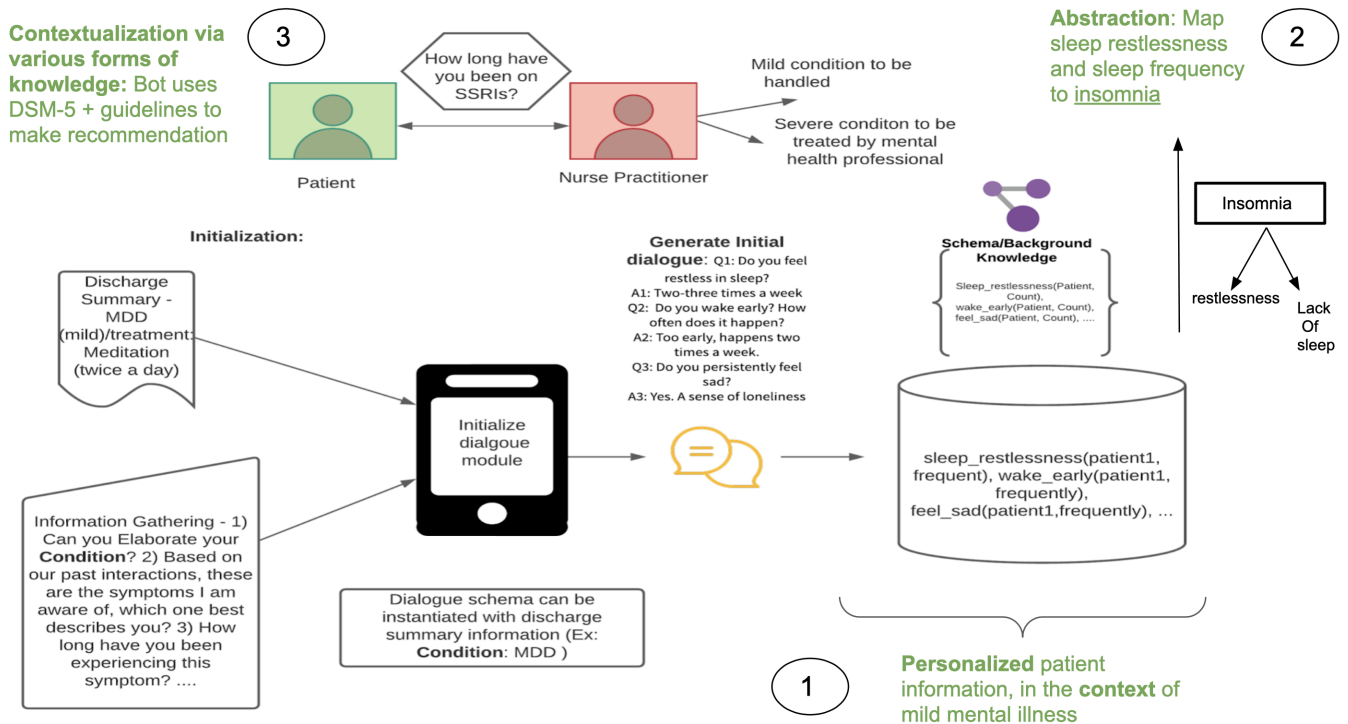 Contextualization via
various forms of
knowledge: Bot uses
DSM-5 + guidelines to
make recommendation
3
How long have
you been on
SSRIs?
Patient
Nurse Practitioner
Mild condition to be
handled
Severe conditon to be
treated by mental
health professional
Abstraction: Map
sleep restlessness
and sleep frequency
to insomnia
2
Insomnia
restlessness
Lack
Of
sleep
Initialization:
Discharge
Summary -
MDD
(mild)/treatment:
Meditation
(twice a day)
Information Gathering - 1)
Can you Elaborate your
Condition? 2) Based on
our past interactions, these
are the symptoms I am
aware of, which one best
describes you? 3) How
long have you been
experiencing this
symptom? ....
Initialize
dialgoue
module
Dialogue schema can be
instantiated with discharge
summary information (Ex:
Condition: MDD )
Generate Initial
dialogue: Q1: Do you feel
restless in sleep?
A1: Two-three times a week
Q2: Do you wake early? How
often does it happen?
A2: Too early, happens two
times a week.
Q3: Do you persistently feel
sad?
A3: Yes. A sense of loneliness
Schema/Background
Knowledge
Sleep_restlessness(Patient,
Count),
wake_early(Patient, Count),
feel_sad(Patient, Count), ....
sleep_restlessness(patient1,
frequent), wake_early(patient1,
frequently),
feel_sad(patient1,frequently), ...
1
Personalized patient
information, in the context of
mild mental illness